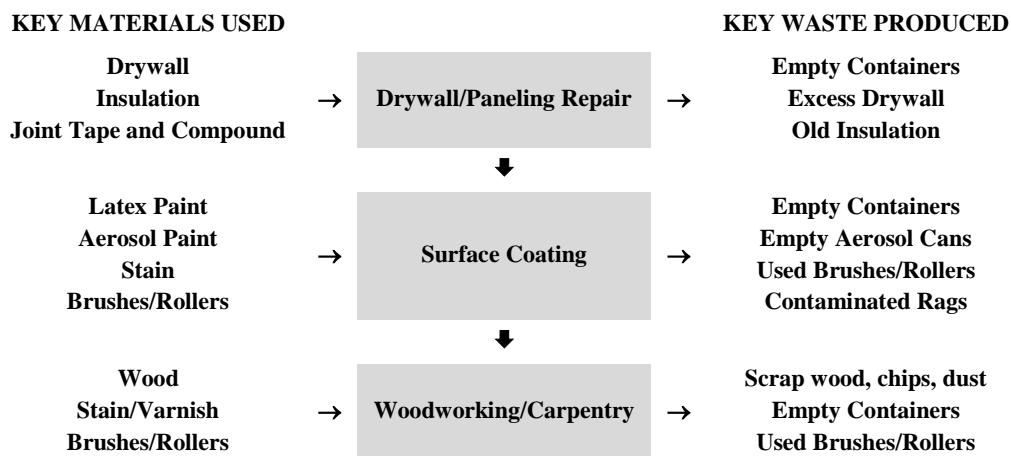 KEY MATERIALS USED
KEY WASTE PRODUCED
Drywall
Insulation
Joint Tape and Compound
→
Drywall/Paneling Repair
→
Empty Containers
Excess Drywall
Old Insulation
Latex Paint
Aerosol Paint
Stain
Brushes/Rollers
→
Surface Coating
→
Empty Containers
Empty Aerosol Cans
Used Brushes/Rollers
Contaminated Rags
Wood
Stain/Varnish
Brushes/Rollers
→
Woodworking/Carpentry
→
Scrap wood, chips, dust
Empty Containers
Used Brushes/Rollers